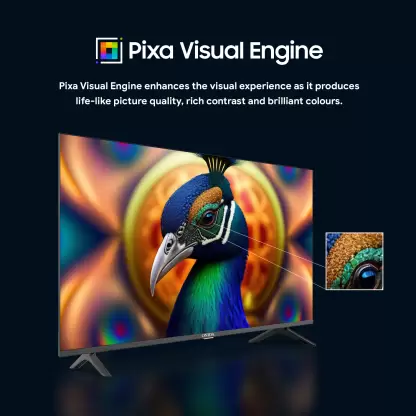 Pixa Visual Engine
Pixa Visual Engine enhances the visual experience as it produces
life-like picture quality, rich contrast and brilliant colours.